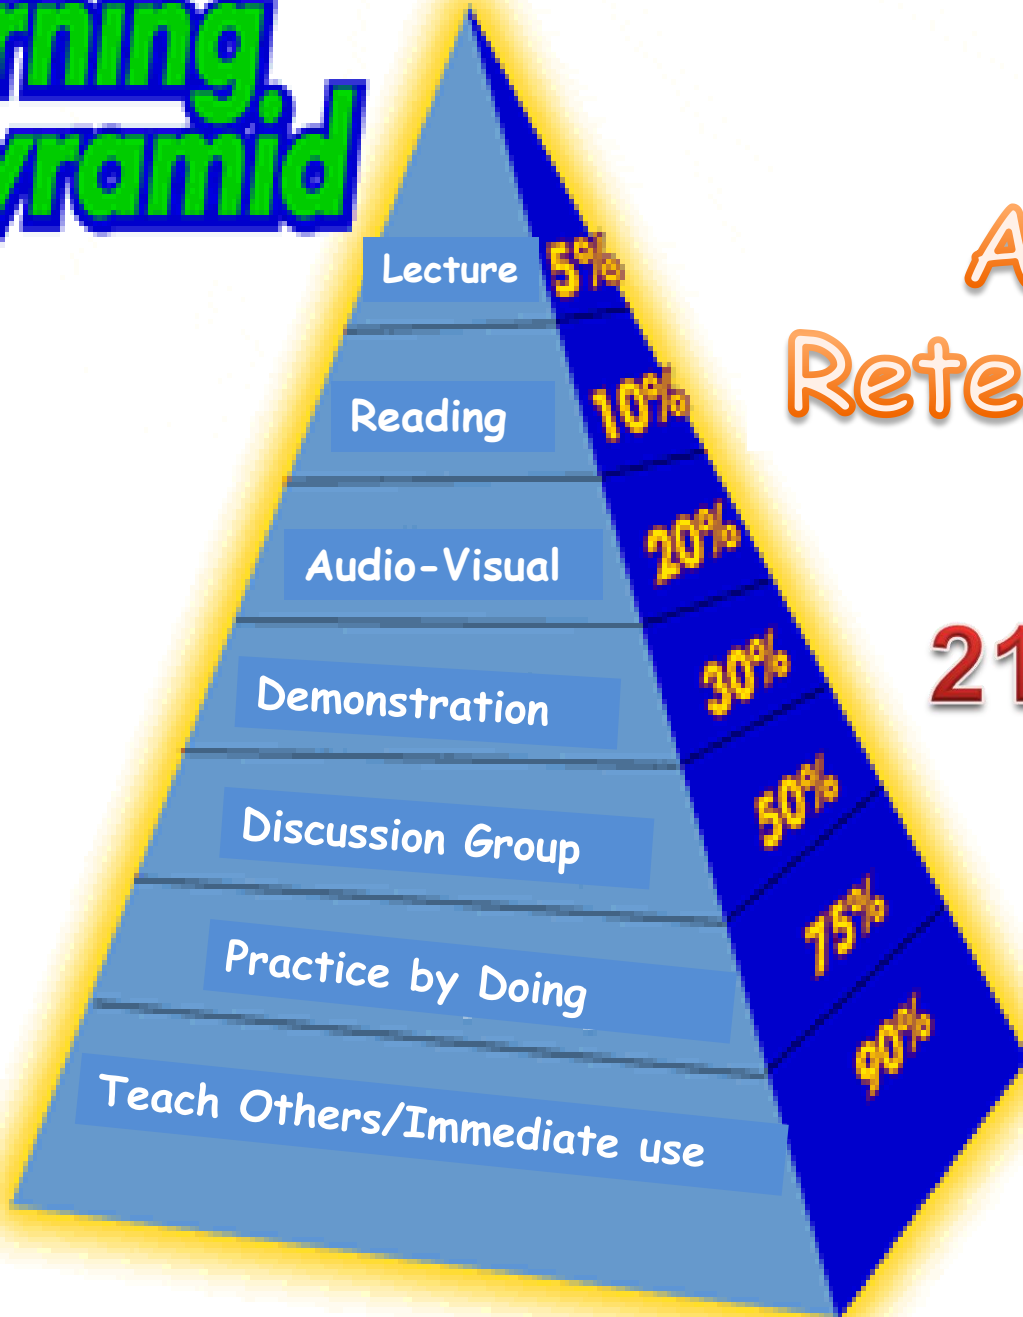 rning
yramid
A
Rete
21
Lecture 5%
Reading 10%
Audio-Visual 20%
Demonstration 30%
Discussion Group 50%
Practice by Doing 75%
Teach Others/Immediate use 90%